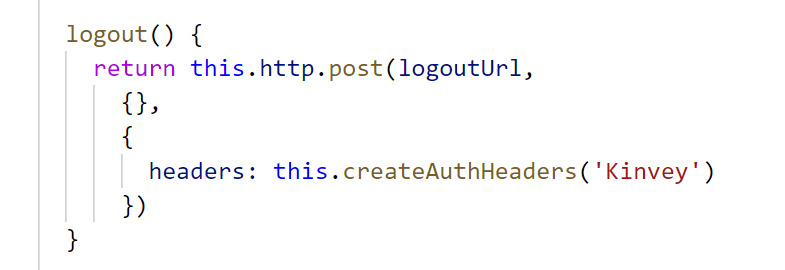 logout() {
return this.http.post(logoutUrl,
{},
{
headers: this.createAuthHeaders('Kinvey')
})
}